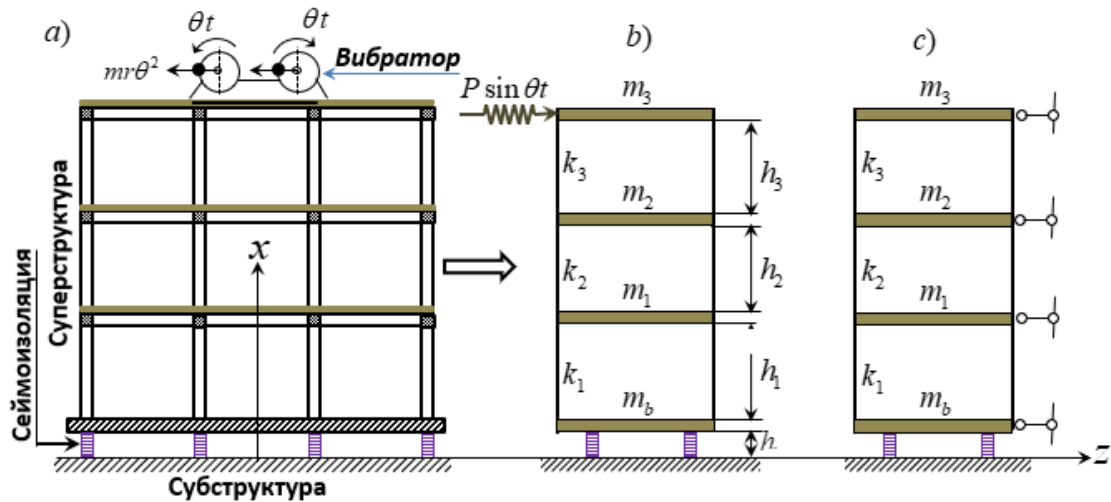 a)
θt
θt
mrθ²
Вибратор
P sin θt
Суперструктура
Сеймоизоляция
x
Субструктура
b)
m₃
k₃
h₃
m₂
k₂
h₂
m₁
k₁
h₁
m_b
h.
c)
m₃
k₃
m₂
k₂
m₁
k₁
m_b
z